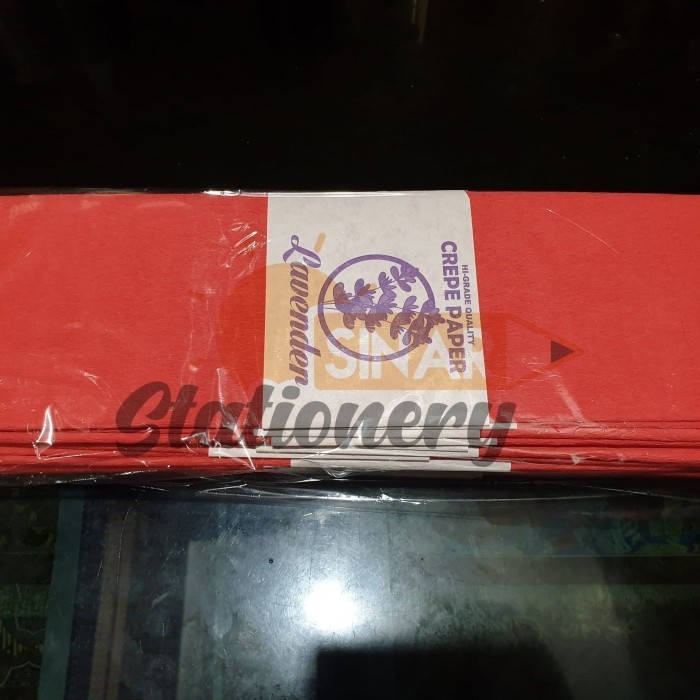 HI-GRADE QUALITY
CREPE PAPER
Lavender
SINAR
Stationery